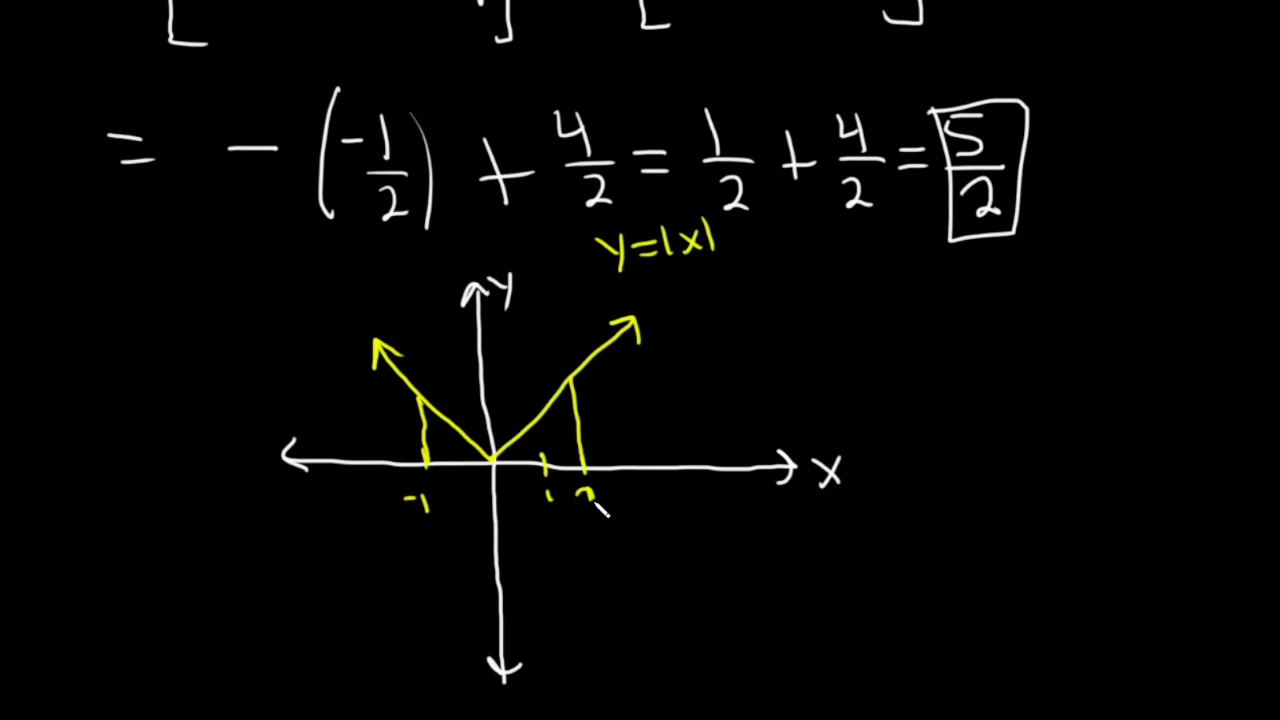 [ ] [ ]
= - (-1/2) + 4/2 = 1/2 + 4/2 = 5/2
y=|x|
y
x
-1 1 2